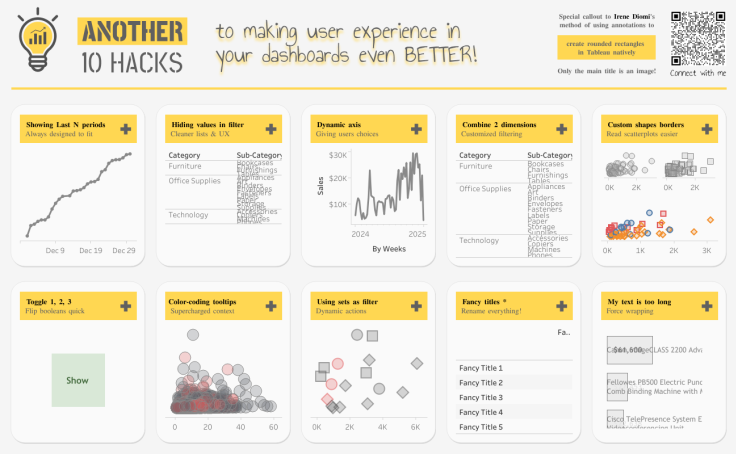 ANOTHER
10 HACKS
to making user experience in
your dashboards even BETTER!
Special callout to Irene Diomi's
method of using annotations to
create rounded rectangles
in Tableau natively
Only the main title is an image!
Connect with me
Showing Last N periods
Always designed to fit
Dec 9 Dec 19 Dec 29
Hiding values in filter
Cleaner lists & UX
Category Sub-Category
Furniture Bookcases
Furnishings
Tables
Office Supplies Appliances
Binders
Envelopes
Fasteners
Labels
Paper
Storage
Supplies
Technology Accessories
Copiers
Machines
Dynamic axis
Giving users choices
Sales
$30K
$20K
$10K
2024 2025
By Weeks
Combine 2 dimensions
Customized filtering
Category Sub-Category
Furniture Bookcases
Chairs
Furnishings
Tables
Office Supplies Appliances
Art
Binders
Envelopes
Fasteners
Labels
Paper
Storage
Supplies
Technology Accessories
Copiers
Machines
Phones
Custom shapes borders
Read scatterplots easier
0K 2K 0K 2K
0K 1K 2K 3K
Toggle 1, 2, 3
Flip booleans quick
Show
Color-coding tooltips
Supercharged context
0 20 40 60
Using sets as filter
Dynamic actions
0K 2K 4K 6K
Fancy titles *
Rename everything!
Fa..
Fancy Title 1
Fancy Title 2
Fancy Title 3
Fancy Title 4
Fancy Title 5
My text is too long
Force wrapping
$61,600
CLASS 2200 Adva
Fellowes PB500 Electric Punc
Comb Binding Machine with
Cisco TelePresence System E
Videoconferencing Unit